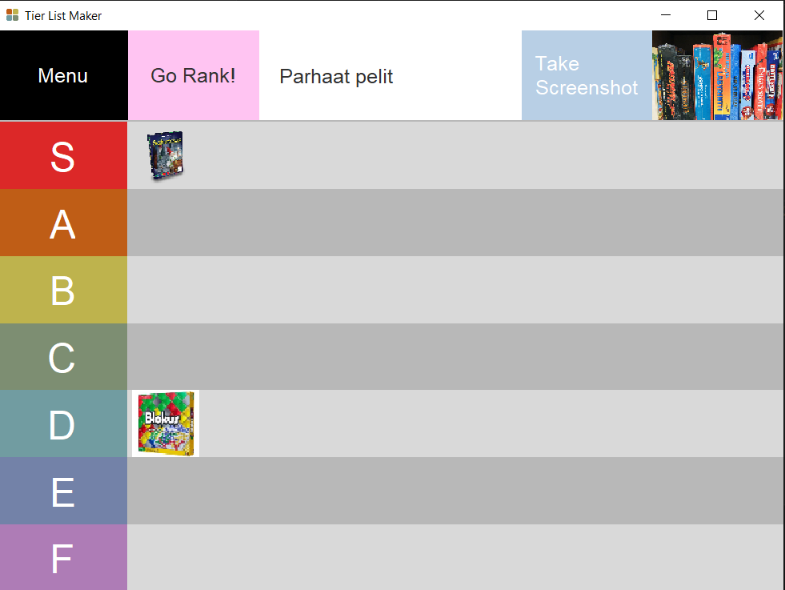 Tier List Maker
Menu
Go Rank!
Parhaat pelit
Take
Screenshot
S
A
B
C
D
Blokus
E
F